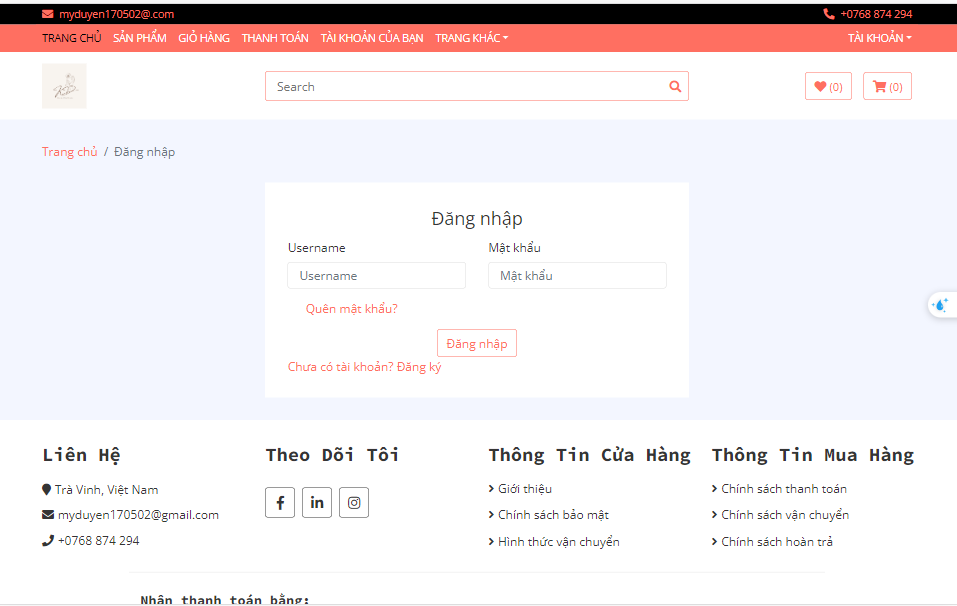 myduyen170502@.com +0768 874 294
TRANG CHỦ SẢN PHẨM GIỎ HÀNG THANH TOÁN TÀI KHOẢN CỦA BẠN TRANG KHÁC TÀI KHOẢN
Search (0) (0)
Trang chủ / Đăng nhập
Đăng nhập
Username Mật khẩu
Username Mật khẩu
Quên mật khẩu?
Đăng nhập
Chưa có tài khoản? Đăng ký
Liên Hệ Theo Dõi Tôi Thông Tin Cửa Hàng Thông Tin Mua Hàng
Trà Vinh, Việt Nam Giới thiệu Chính sách thanh toán
myduyen170502@gmail.com Chính sách bảo mật Chính sách vận chuyển
+0768 874 294 Hình thức vận chuyển Chính sách hoàn trả
Nhận thanh toán bằng: